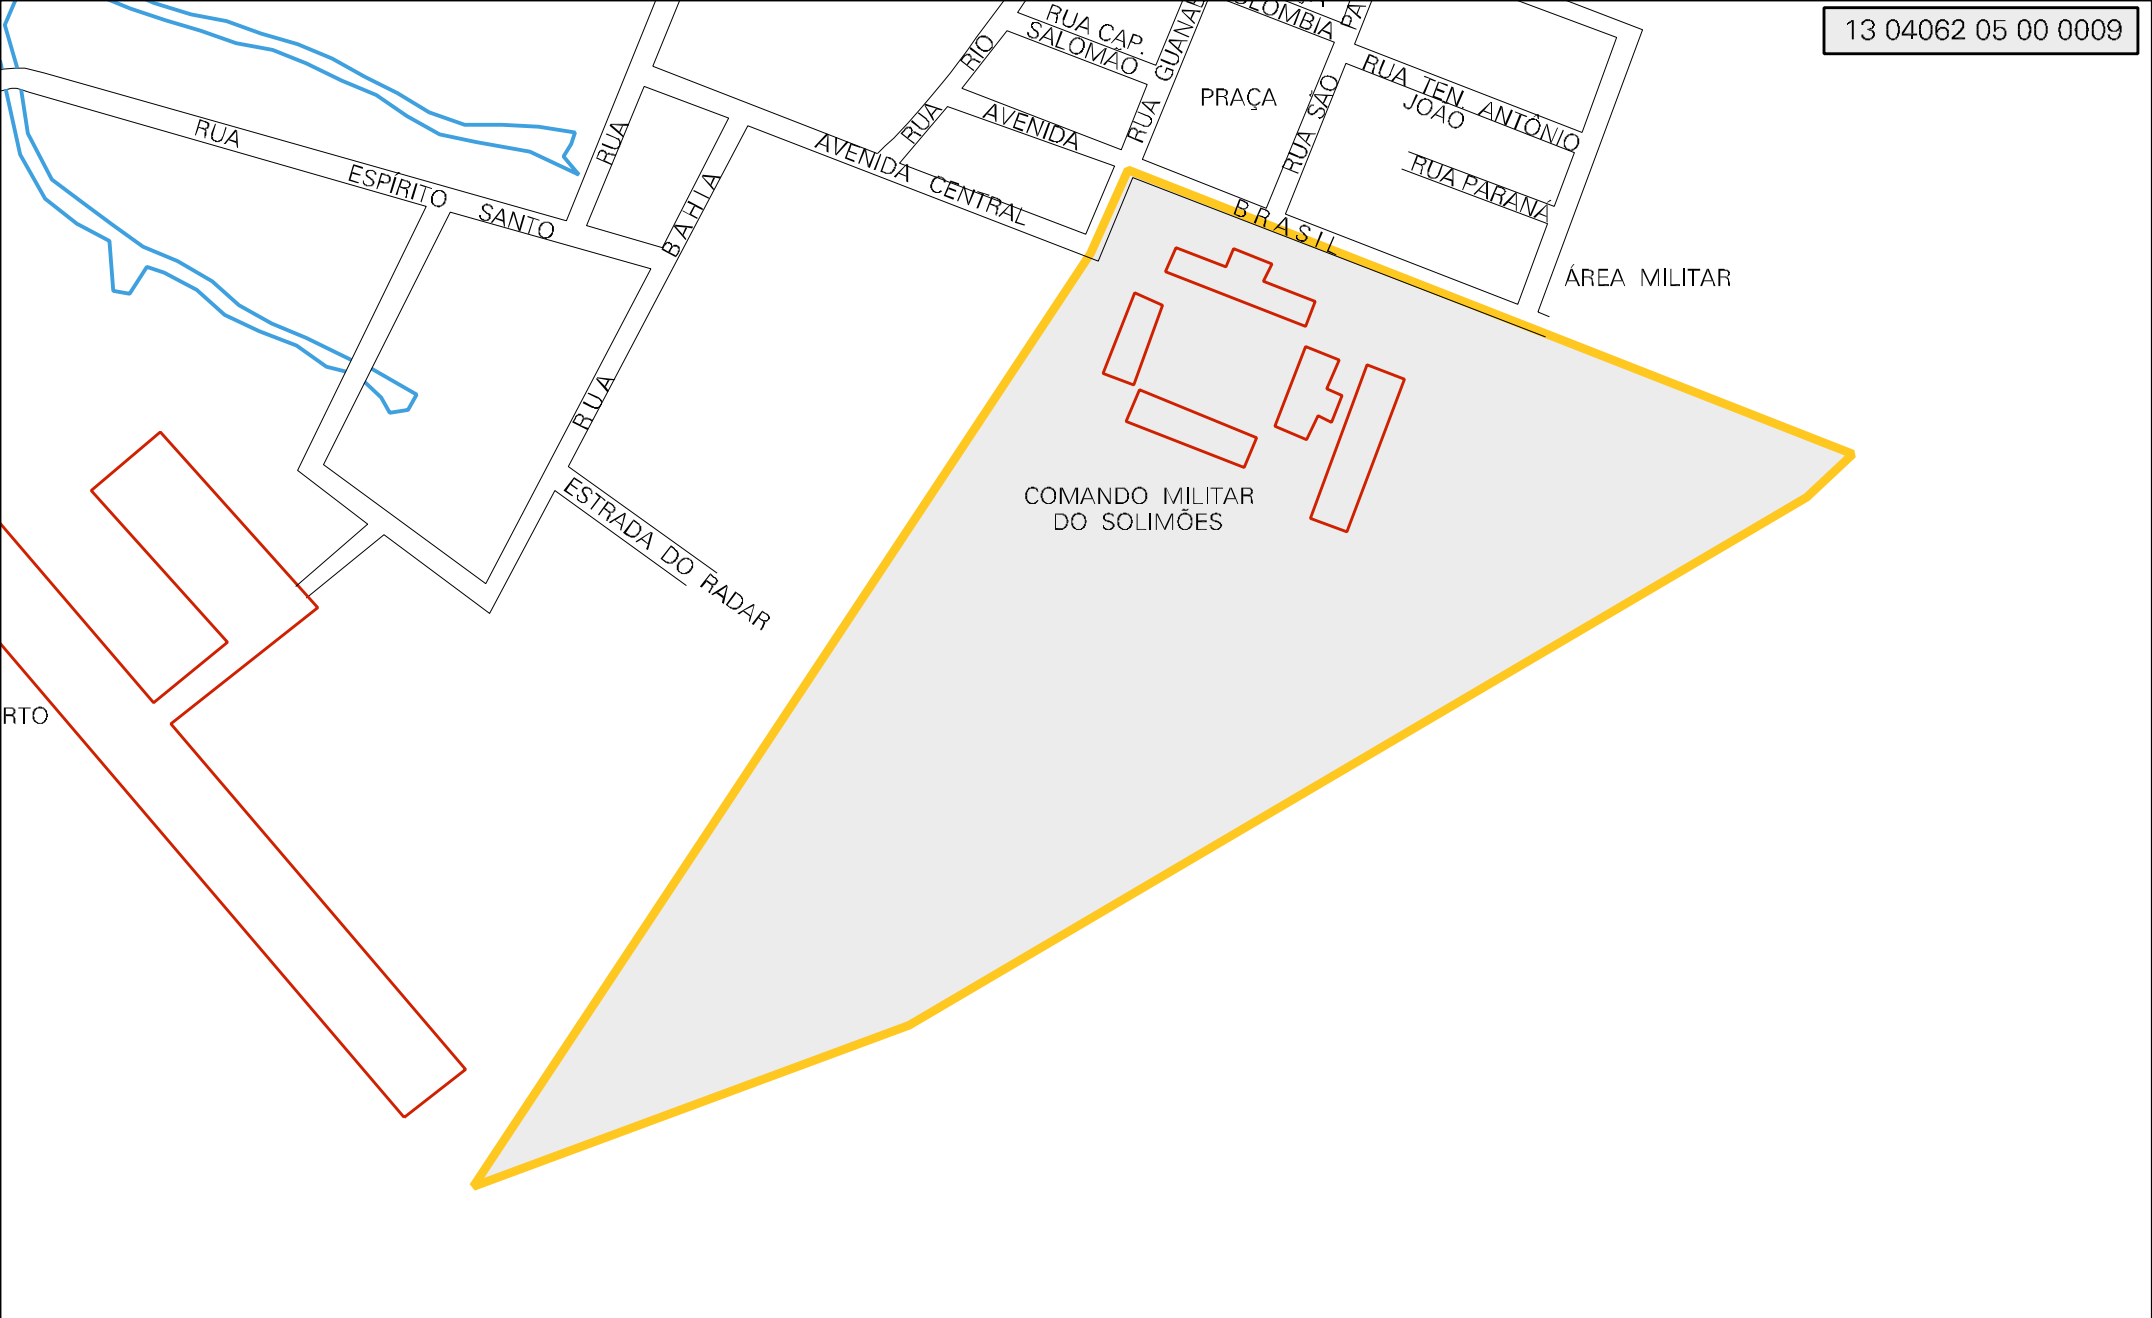 13 04062 05 00 0009
RUA CAP.
SALOMÃO
RIO
RUA
AVENIDA
RUA
PRAÇA
RUA SÃO
RUA TEN. ANTÔNIO
JOÃO
RUA PARANÁ
RUA
ESPÍRITO
SANTO
RUA
BAHIA
RUA
AVENIDA CENTRAL
BRASIL
ÁREA MILITAR
ESTRADA DO RADAR
COMANDO MILITAR
DO SOLIMÕES